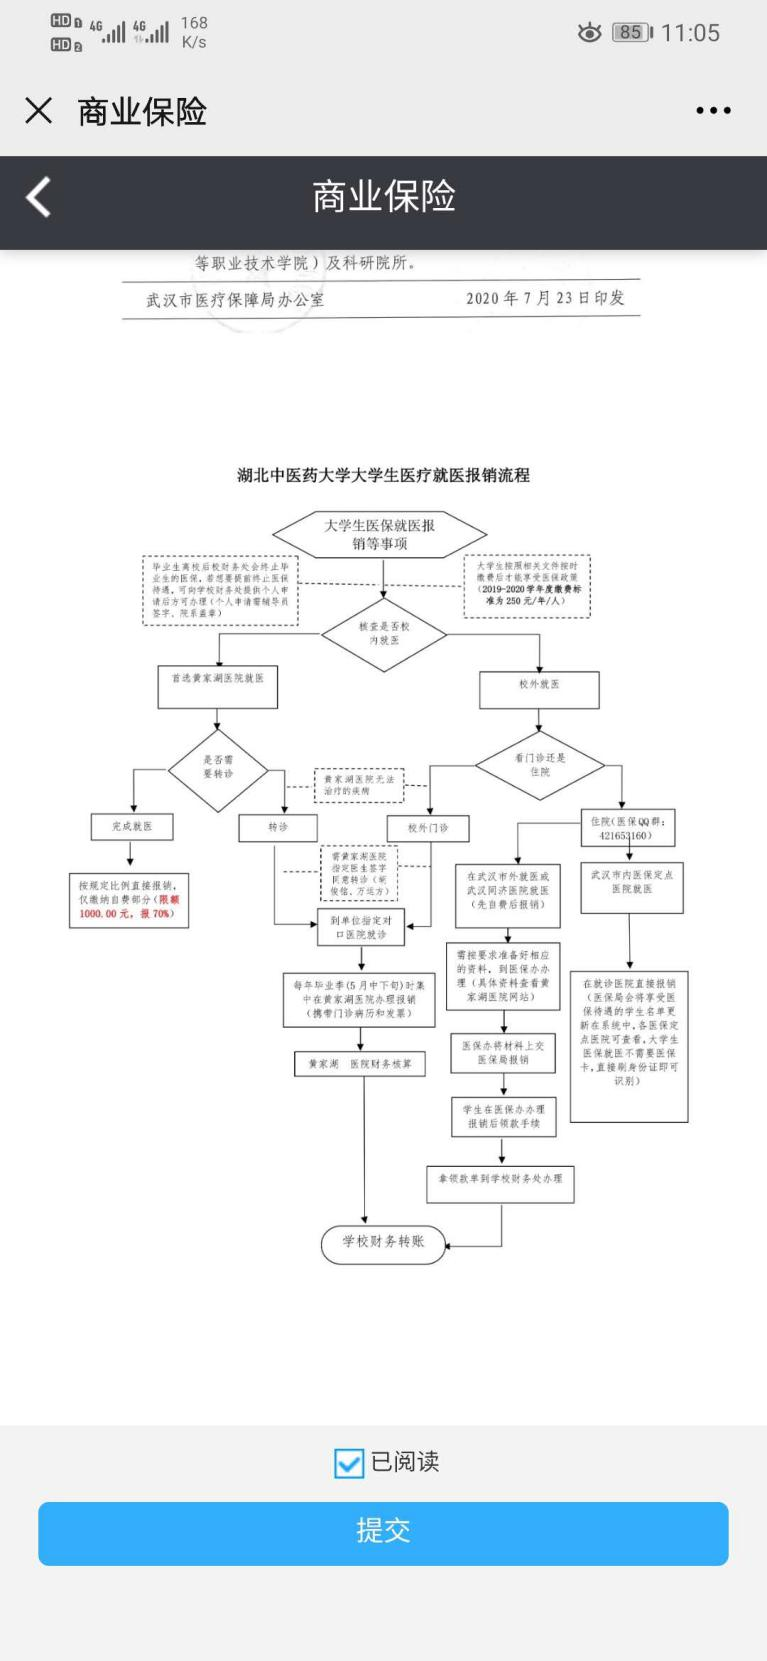 HD 1 4G 4G 168
HD 2 K/s
85 11:05
商业保险
商业保险
等职业技术学院）及科研院所。
武汉市医疗保障局办公室 2020年7月23日印发
湖北中医药大学大学生医疗就医报销流程
大学生医保就医报
销等事项
毕业生离校后校财务处会终止毕
业生的医保，若想要提前终止医保
待遇，可向学校财务处提供个人申
请后方可办理（个人申请需辅导员
签字、院系盖章）
大学生按照相关文件按时
缴费后才能享受医保政策
（2019-2020学年度缴费标
准为250元/年/人）
核查是否校
内就医
首选黄家湖医院就医
校外就医
是否需
要转诊
看门诊还是
住院
黄家湖医院无法
治疗的疾病
完成就医
转诊
校外门诊
住院（医保QQ群：
421653160）
需黄家湖医院
指定医生签字
同意转诊（
俊信、万运方）
按规定比例直接报销，
仅缴纳自费部分（限额
1000.00元，报70%）
在武汉市外就医或
武汉同济医院就医
（先自费后报销）
武汉市内医保定点
医院就医
到单位指定对
口医院就诊
需按要求准备好相应
的资料，到医保办办
理（具体资料查看黄
家湖医院网站）
每年毕业季(5月中下旬)时集
中在黄家湖医院办理报销
（携带门诊病历和发票）
在就诊医院直接报销
（医保局会将享受医
保待遇的学生名单更
新在系统中，各医保定
点医院可查看，大学生
医保就医不需要医保
卡，直接刷身份证即可
识别）
黄家湖 医院财务核算
医保办将材料上交
医保局报销
学生在医保办办理
报销后领款手续
拿领款单到学校财务处办理
学校财务转账
已阅读
提交